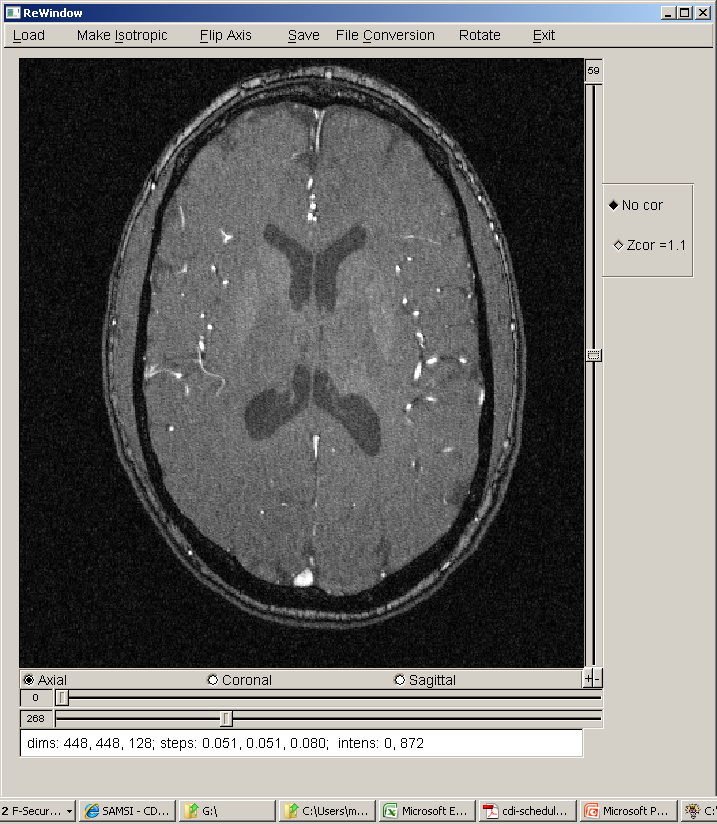 ReWindow
Load Make Isotropic Flip Axis Save File Conversion Rotate Exit
59
No cor
Zcor =1.1
Axial Coronal Sagittal
+-
0
268
dims: 448, 448, 128; steps: 0.051, 0.051, 0.080; intens: 0, 872
2 F-Secur... SAMSI - CD... G:\ C:\Users\m... Microsoft E... cdi-schedul... Microsoft P... C: